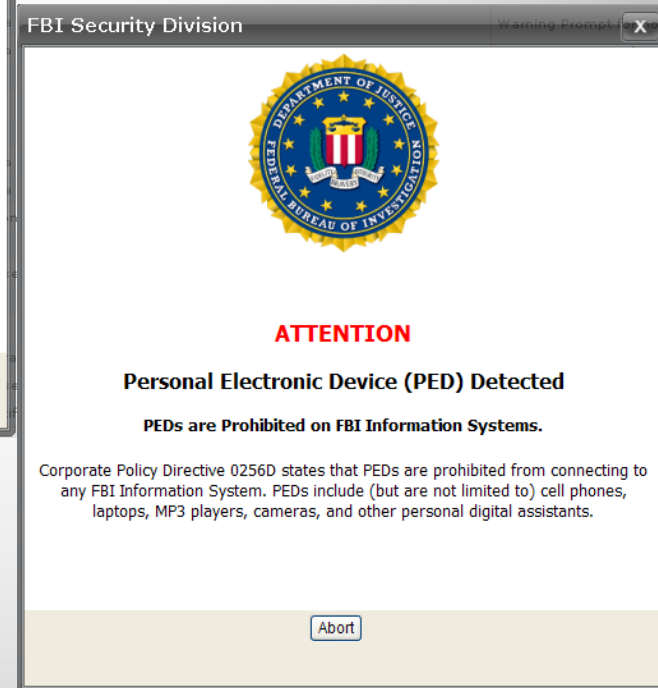 FBI Security Division
Warning Prompt for
X
DEPARTMENT OF JUSTICE
FEDERAL BUREAU OF INVESTIGATION
FIDELITY BRAVERY INTEGRITY
ATTENTION
Personal Electronic Device (PED) Detected
PEDs are Prohibited on FBI Information Systems.
Corporate Policy Directive 0256D states that PEDs are prohibited from connecting to
any FBI Information System. PEDs include (but are not limited to) cell phones,
laptops, MP3 players, cameras, and other personal digital assistants.
Abort